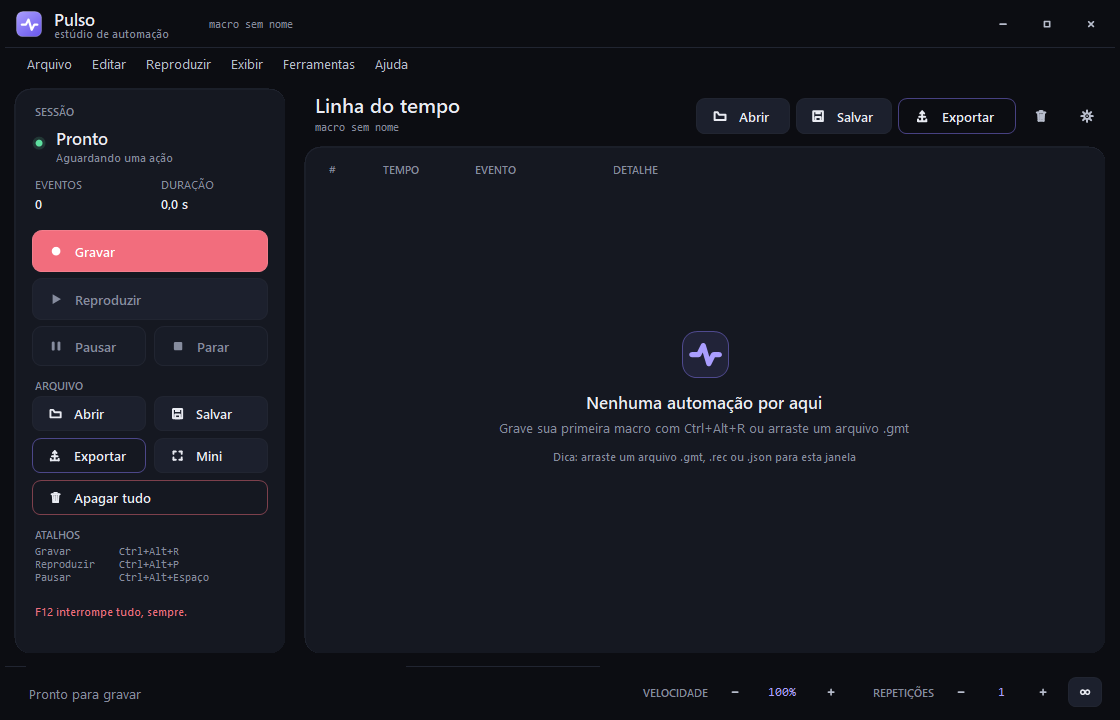 Pulso
estúdio de automação
macro sem nome
Arquivo Editar Reproduzir Exibir Ferramentas Ajuda
SESSÃO
Pronto
Aguardando uma ação
EVENTOS DURAÇÃO
0 0,0 s
Gravar
Reproduzir
Pausar Parar
ARQUIVO
Abrir Salvar
Exportar Mini
Apagar tudo
ATALHOS
Gravar Ctrl+Alt+R
Reproduzir Ctrl+Alt+P
Pausar Ctrl+Alt+Espaço
F12 interrompe tudo, sempre.
Linha do tempo
macro sem nome
Abrir Salvar Exportar
# TEMPO EVENTO DETALHE
Nenhuma automação por aqui
Grave sua primeira macro com Ctrl+Alt+R ou arraste um arquivo .gmt
Dica: arraste um arquivo .gmt, .rec ou .json para esta janela
Pronto para gravar
VELOCIDADE − 100% + REPETIÇÕES − 1 + ∞